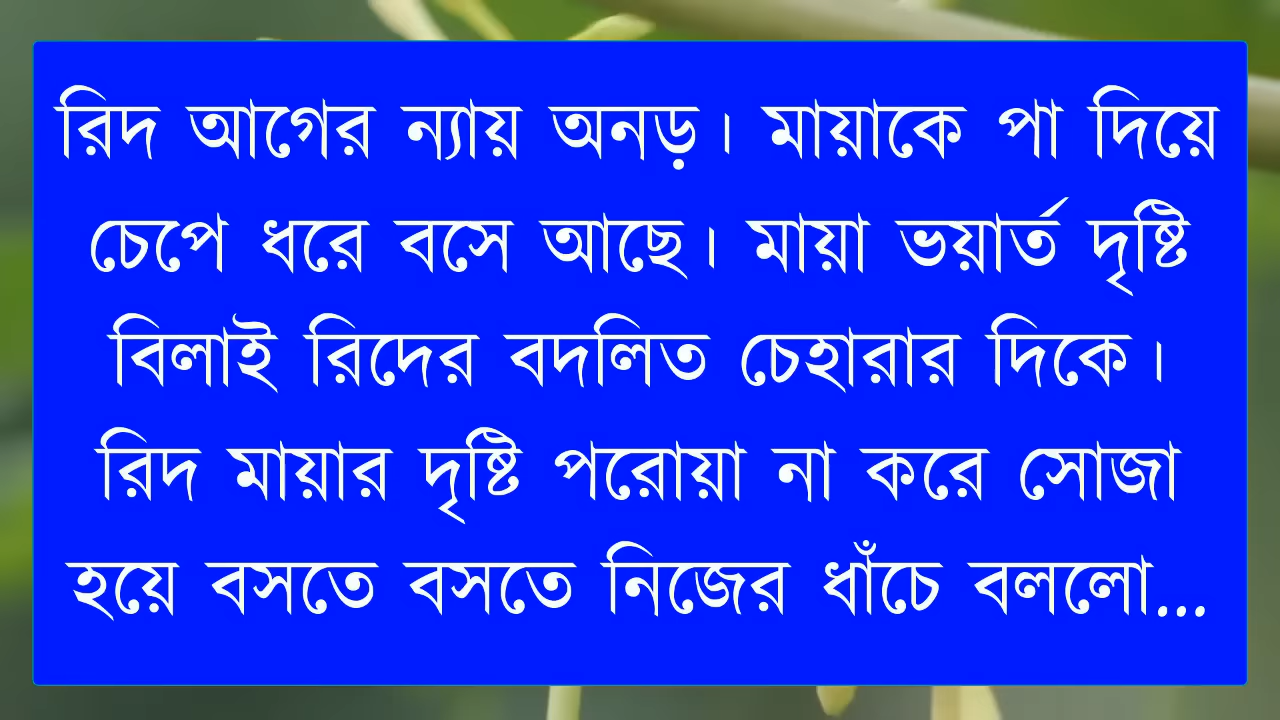 রিদ আগের ন্যায় অনড়। মায়াকে পা দিয়ে
চেপে ধরে বসে আছে। মায়া ভয়ার্ত দৃষ্টি
বিলাই রিদের বদলিত চেহারার দিকে।
রিদ মায়ার দৃষ্টি পরোয়া না করে সোজা
হয়ে বসতে বসতে নিজের ধাঁচে বললো...